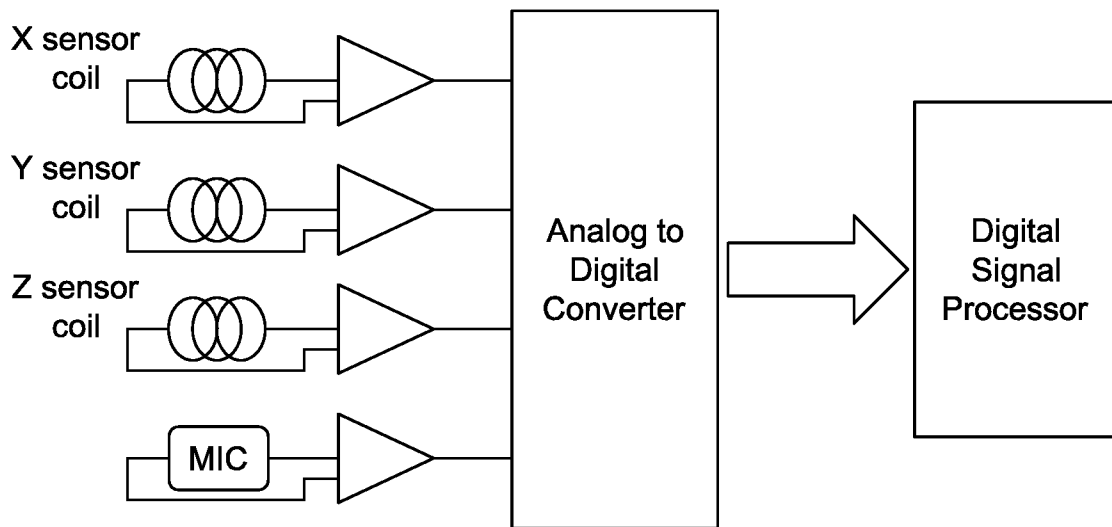 X sensor
coil
Y sensor
coil
Z sensor
coil
MIC
Analog to
Digital
Converter
Digital
Signal
Processor